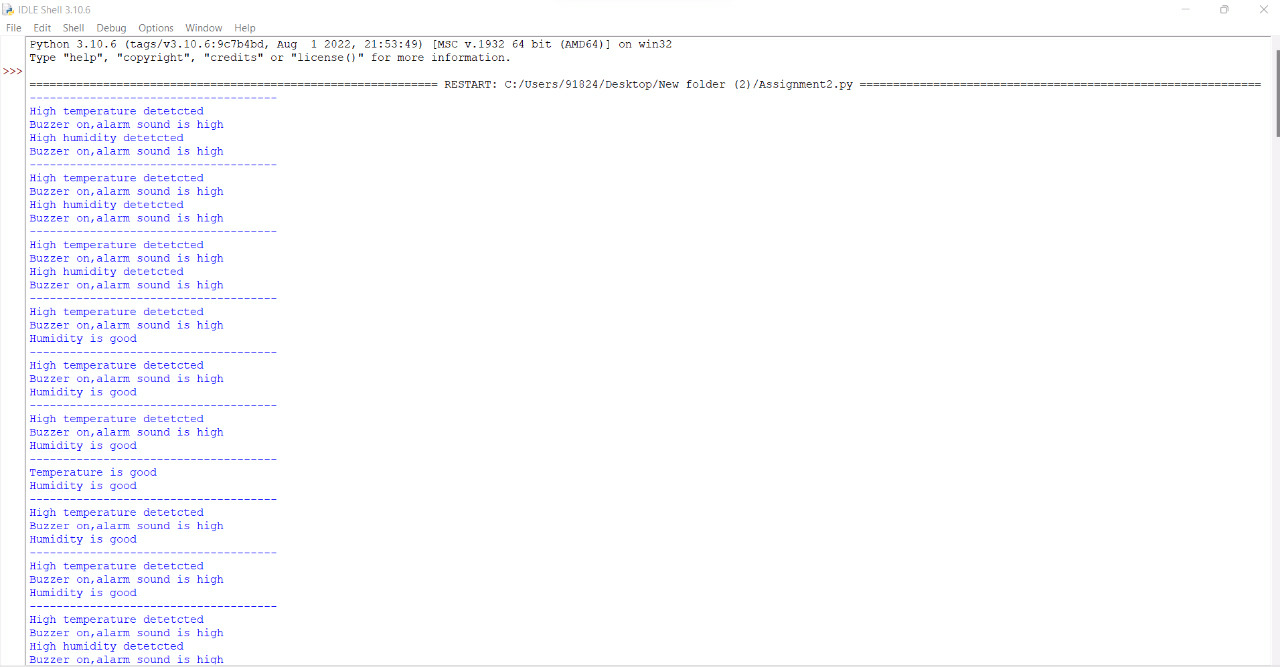 IDLE Shell 3.10.6
File Edit Shell Debug Options Window Help
Python 3.10.6 (tags/v3.10.6:9c7b4bd, Aug  1 2022, 21:53:49) [MSC v.1932 64 bit (AMD64)] on win32
Type "help", "copyright", "credits" or "license()" for more information.
>>>
============================================================= RESTART: C:/Users/91824/Desktop/New folder (2)/Assignment2.py ============================================================
-------------------------------------
High temperature detetcted
Buzzer on,alarm sound is high
High humidity detetcted
Buzzer on,alarm sound is high
-------------------------------------
High temperature detetcted
Buzzer on,alarm sound is high
High humidity detetcted
Buzzer on,alarm sound is high
-------------------------------------
High temperature detetcted
Buzzer on,alarm sound is high
High humidity detetcted
Buzzer on,alarm sound is high
-------------------------------------
High temperature detetcted
Buzzer on,alarm sound is high
Humidity is good
-------------------------------------
High temperature detetcted
Buzzer on,alarm sound is high
Humidity is good
-------------------------------------
High temperature detetcted
Buzzer on,alarm sound is high
Humidity is good
-------------------------------------
Temperature is good
Humidity is good
-------------------------------------
High temperature detetcted
Buzzer on,alarm sound is high
Humidity is good
-------------------------------------
High temperature detetcted
Buzzer on,alarm sound is high
Humidity is good
-------------------------------------
High temperature detetcted
Buzzer on,alarm sound is high
High humidity detetcted
Buzzer on,alarm sound is high